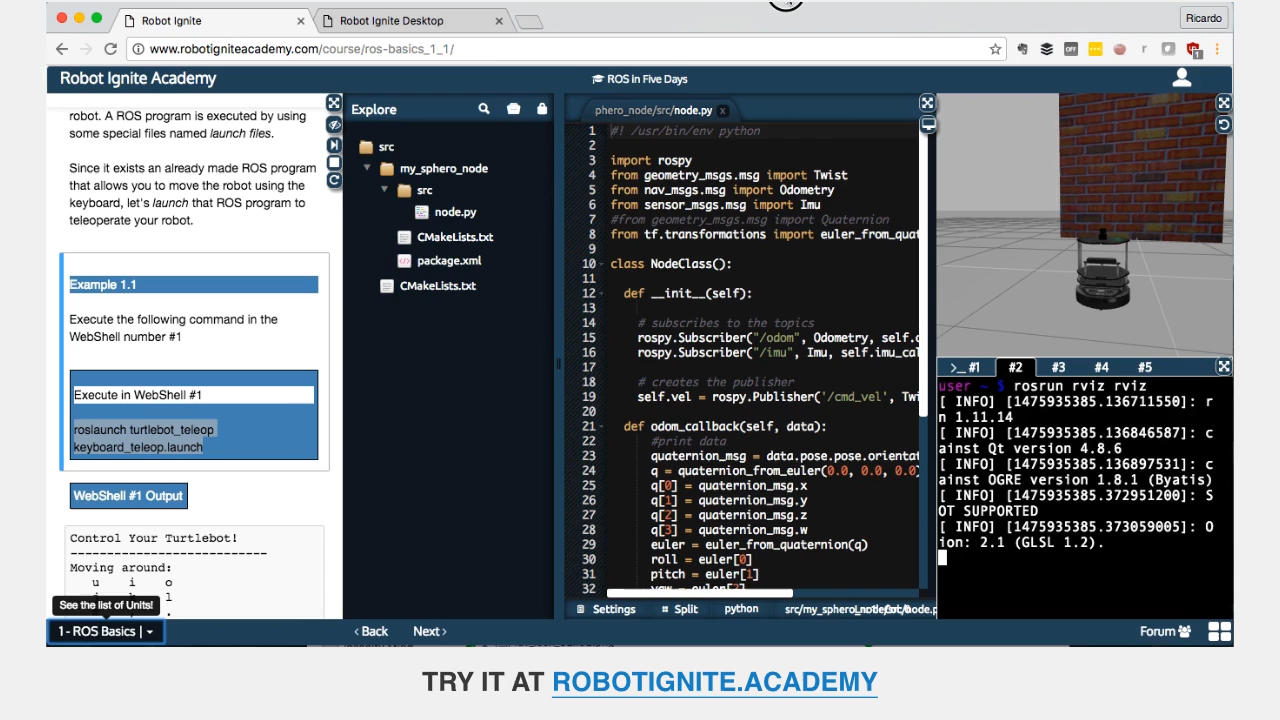 Robot Ignite
Robot Ignite Desktop
Ricardo
www.robotigniteacademy.com/course/ros-basics_1_1/
OFF
r
1
Robot Ignite Academy
ROS in Five Days
robot. A ROS program is executed by using
some special files named launch files.
Since it exists an already made ROS program
that allows you to move the robot using the
keyboard, let's launch that ROS program to
teleoperate your robot.
Example 1.1
Execute the following command in the
WebShell number #1
Execute in WebShell #1
roslaunch turtlebot_teleop
keyboard_teleop.launch
WebShell #1 Output
Control Your Turtlebot!
---------------------------
Moving around:
u i o
l
See the list of Units!
1- ROS Basics |
Explore
src
my_sphero_node
src
node.py
CMakeLists.txt
package.xml
CMakeLists.txt
phero_node/src/node.py x
1 #! /usr/bin/env python
2
3 import rospy
4 from geometry_msgs.msg import Twist
5 from nav_msgs.msg import Odometry
6 from sensor_msgs.msg import Imu
7 #from geometry_msgs.msg import Quaternion
8 from tf.transformations import euler_from_quat
9
10 class NodeClass():
11
12 def __init__(self):
13
14 # subscribes to the topics
15 rospy.Subscriber("/odom", Odometry, self.o
16 rospy.Subscriber("/imu", Imu, self.imu_cal
17
18 # creates the publisher
19 self.vel = rospy.Publisher('/cmd_vel', Twi
20
21 def odom_callback(self, data):
22 #print data
23 quaternion_msg = data.pose.pose.orientat
24 q = quaternion_from_euler(0.0, 0.0, 0.0)
25 q[0] = quaternion_msg.x
26 q[1] = quaternion_msg.y
27 q[2] = quaternion_msg.z
28 q[3] = quaternion_msg.w
29 euler = euler_from_quaternion(q)
30 roll = euler[0]
31 pitch = euler[1]
32 yaw = euler[2]
Settings
Split
python
src/my_sphero_node/src/node.p
>_ #1 #2 #3 #4 #5
user ~ $ rosrun rviz rviz
[ INFO] [1475935385.136711550]: r
n 1.11.14
[ INFO] [1475935385.136846587]: c
ainst Qt version 4.8.6
[ INFO] [1475935385.136897531]: c
ainst OGRE version 1.8.1 (Byatis)
[ INFO] [1475935385.372951200]: S
OT SUPPORTED
[ INFO] [1475935385.373059005]: O
ion: 2.1 (GLSL 1.2).
‹ Back
Next ›
Forum
TRY IT AT ROBOTIGNITE.ACADEMY